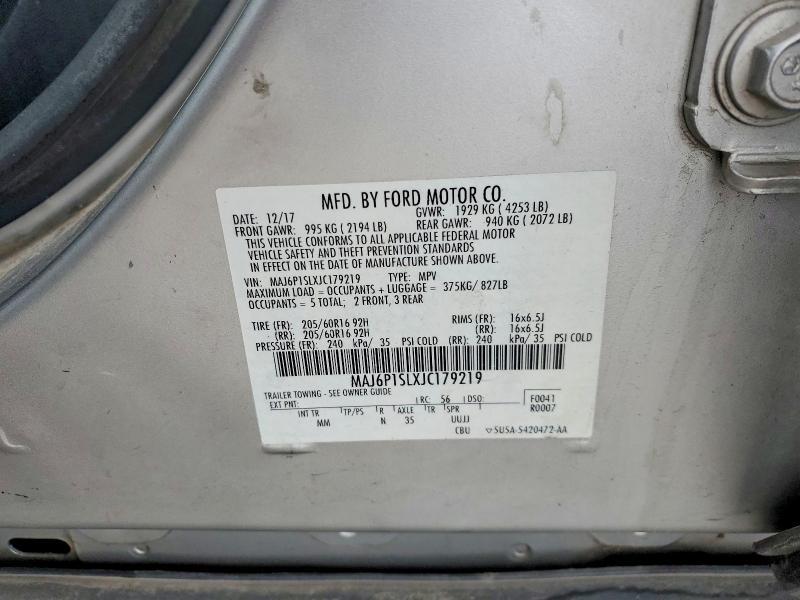 MFD. BY FORD MOTOR CO.
DATE: 12/17 GVWR: 1929 KG ( 4253 LB)
FRONT GAWR: 995 KG ( 2194 LB) REAR GAWR: 940 KG ( 2072 LB)
THIS VEHICLE CONFORMS TO ALL APPLICABLE FEDERAL MOTOR
VEHICLE SAFETY AND THEFT PREVENTION STANDARDS
IN EFFECT ON THE DATE OF MANUFACTURE SHOWN ABOVE.
VIN: MAJ6P1SLXJC179219 TYPE: MPV
MAXIMUM LOAD = OCCUPANTS + LUGGAGE = 375KG/ 827LB
OCCUPANTS = 5 TOTAL; 2 FRONT, 3 REAR
TIRE (FR): 205/60R16 92H RIMS (FR): 16x6.5J
(RR): 205/60R16 92H (RR): 16x6.5J
PRESSURE (FR): 240 kPa/ 35 PSI COLD (RR): 240 kPa/ 35 PSI COLD
MAJ6P1SLXJC179219
TRAILER TOWING - SEE OWNER GUIDE
EXT PNT: RC: 56 DSO: F0041
INT TR TP/PS R AXLE TR SPR R0007
MM N 35 UUJJ
CBU SU5A-5420472-AA